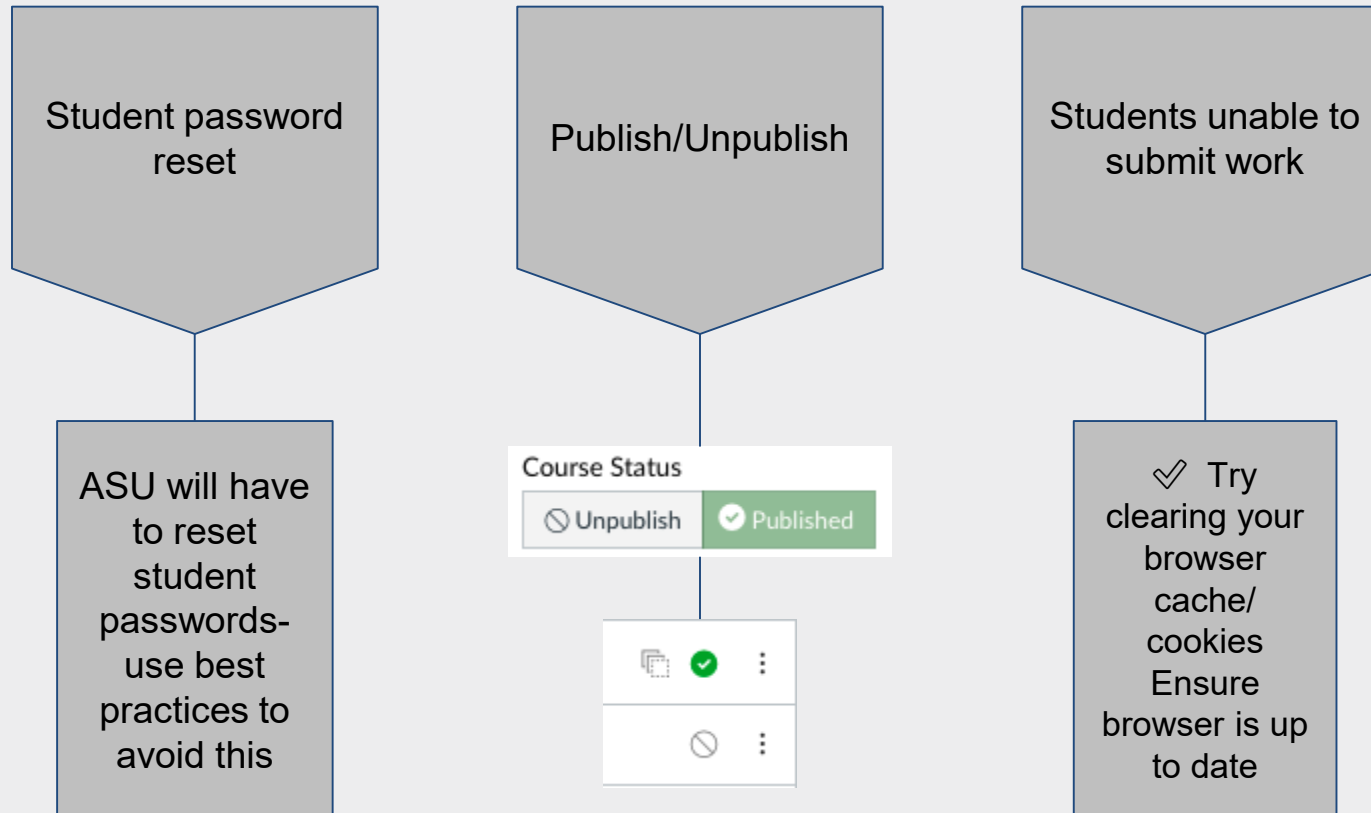 Student password
reset
ASU will have
to reset
student
passwords-
use best
practices to
avoid this
Publish/Unpublish
Course Status
Unpublish Published
Students unable to
submit work
✓ Try
clearing your
browser
cache/
cookies
Ensure
browser is up
to date